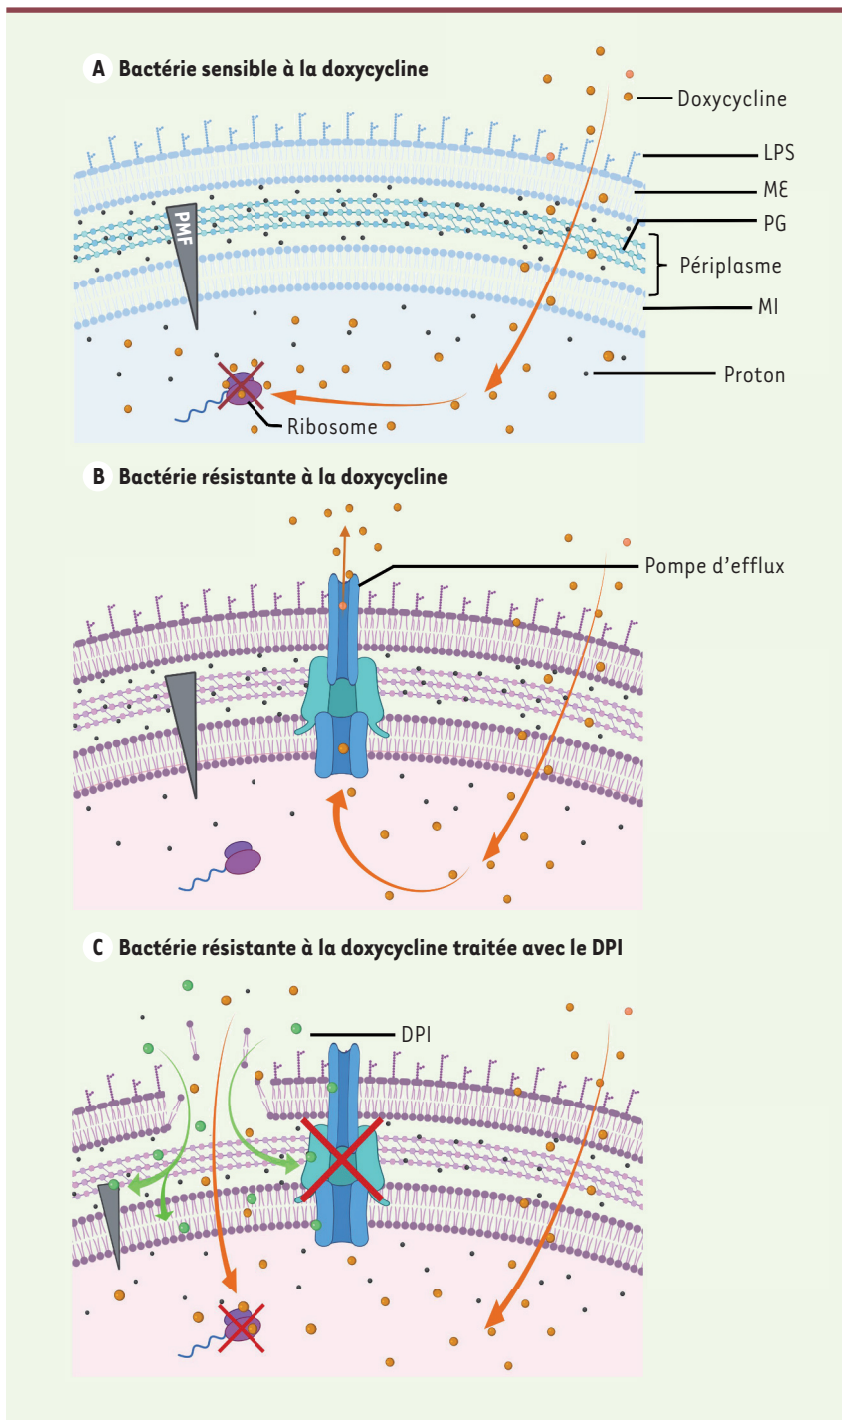 A Bactérie sensible à la doxycycline
Doxycycline
LPS
ME
PG
Périplasme
MI
PMF
Proton
Ribosome
B Bactérie résistante à la doxycycline
Pompe d'efflux
C Bactérie résistante à la doxycycline traitée avec le DPI
DPI